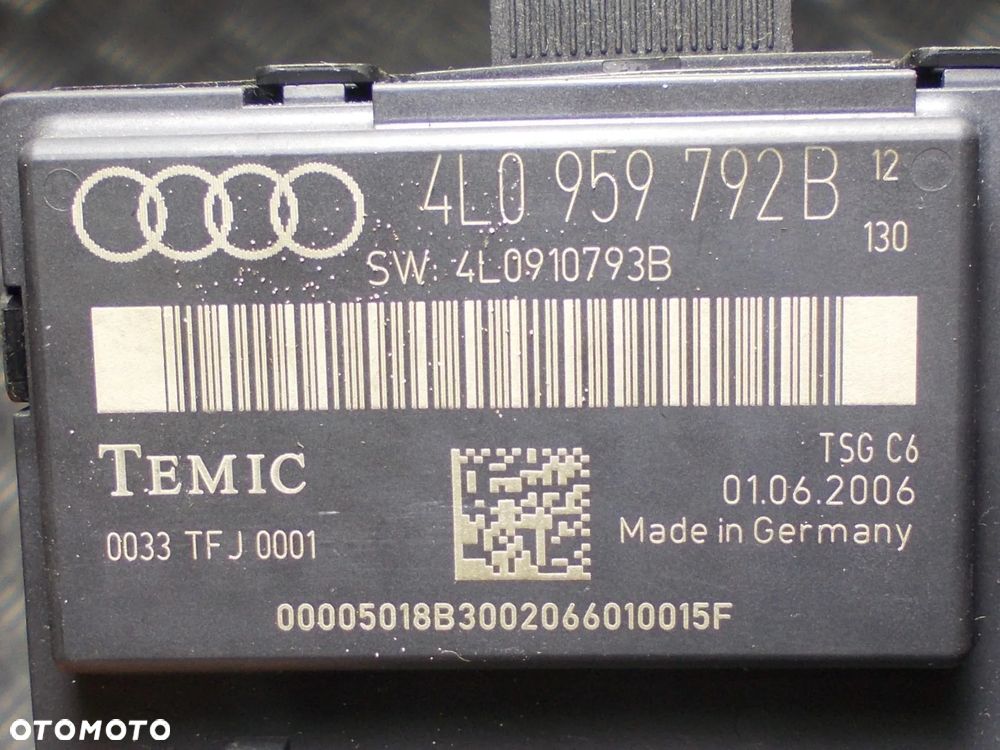 4L0 959 792B 12
130
SW: 4L0910793B
TEMIC
TSG C6
01.06.2006
0033 TFJ 0001
Made in Germany
00005018B3002066010015F
OTOMOTO